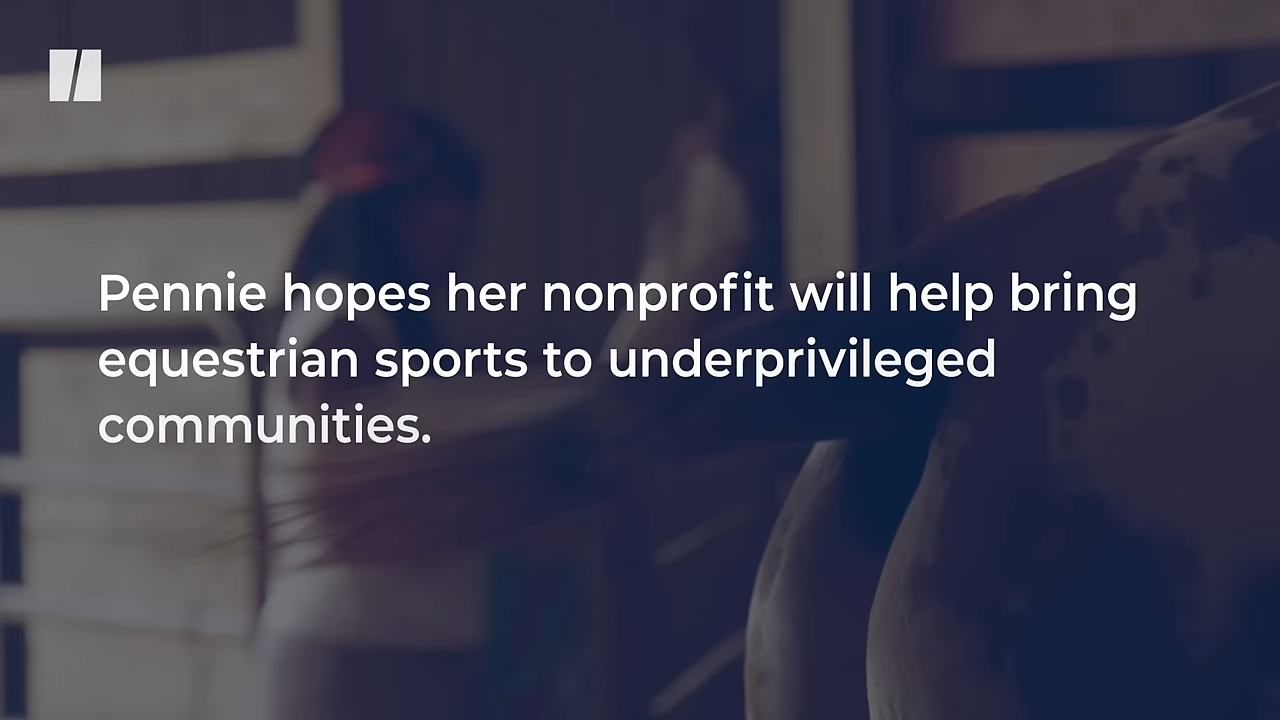 Pennie hopes her nonprofit will help bring
equestrian sports to underprivileged
communities.